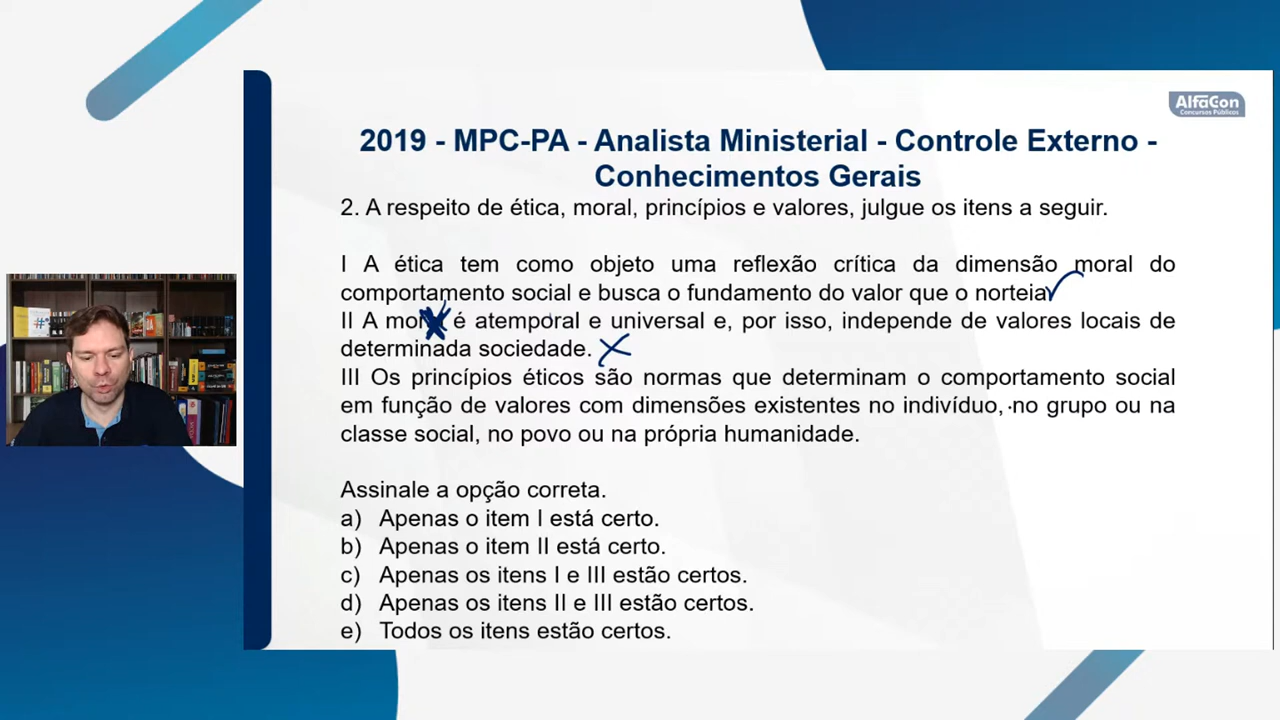 AlfaCon
Concursos Públicos
2019 - MPC-PA - Analista Ministerial - Controle Externo -
Conhecimentos Gerais
2. A respeito de ética, moral, princípios e valores, julgue os itens a seguir.
I A ética tem como objeto uma reflexão crítica da dimensão moral do
comportamento social e busca o fundamento do valor que o norteia
II A é atemporal e universal e, por isso, independe de valores locais de
determinada sociedade.
III Os princípios éticos são normas que determinam o comportamento social
em função de valores com dimensões existentes no indivíduo, no grupo ou na
classe social, no povo ou na própria humanidade.
Assinale a opção correta.
a) Apenas o item I está certo.
b) Apenas o item II está certo.
c) Apenas os itens I e III estão certos.
d) Apenas os itens II e III estão certos.
e) Todos os itens estão certos.